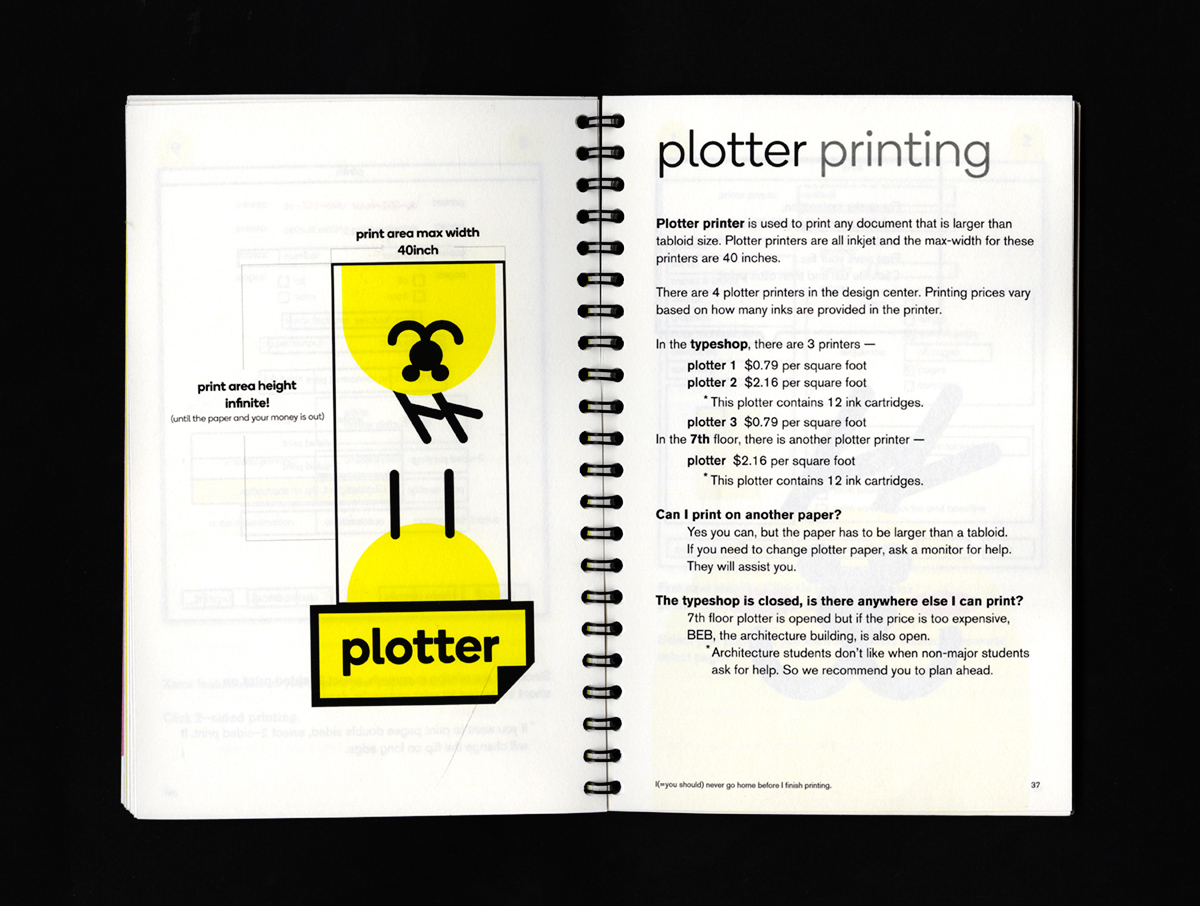 print area max width
40inch
print area height
infinite!
(until the paper and your money is out)
plotter
plotter printing
Plotter printer is used to print any document that is larger than
tabloid size. Plotter printers are all inkjet and the max-width for these
printers are 40 inches.
There are 4 plotter printers in the design center. Printing prices vary
based on how many inks are provided in the printer.
In the typeshop, there are 3 printers —
plotter 1 $0.79 per square foot
plotter 2 $2.16 per square foot
* This plotter contains 12 ink cartridges.
plotter 3 $0.79 per square foot
In the 7th floor, there is another plotter printer —
plotter $2.16 per square foot
* This plotter contains 12 ink cartridges.
Can I print on another paper?
Yes you can, but the paper has to be larger than a tabloid.
If you need to change plotter paper, ask a monitor for help.
They will assist you.
The typeshop is closed, is there anywhere else I can print?
7th floor plotter is opened but if the price is too expensive,
BEB, the architecture building, is also open.
* Architecture students don't like when non-major students
ask for help. So we recommend you to plan ahead.
I(=you should) never go home before I finish printing.
37